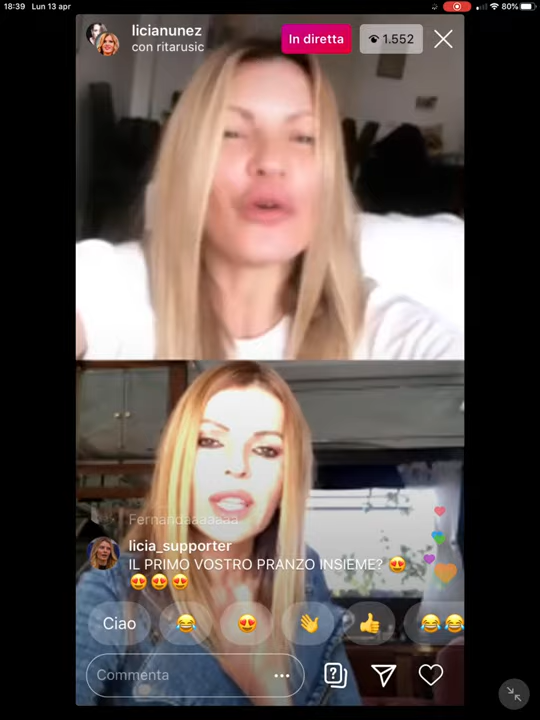 18:39 Lun 13 apr
80%
licianunez
con ritarusic
In diretta
1.552
Fernandaaaaaaa
licia_supporter
IL PRIMO VOSTRO PRANZO INSIEME? 😍
😍😍😍
Ciao 😂 😍 👋 👍 😂😂
Commenta